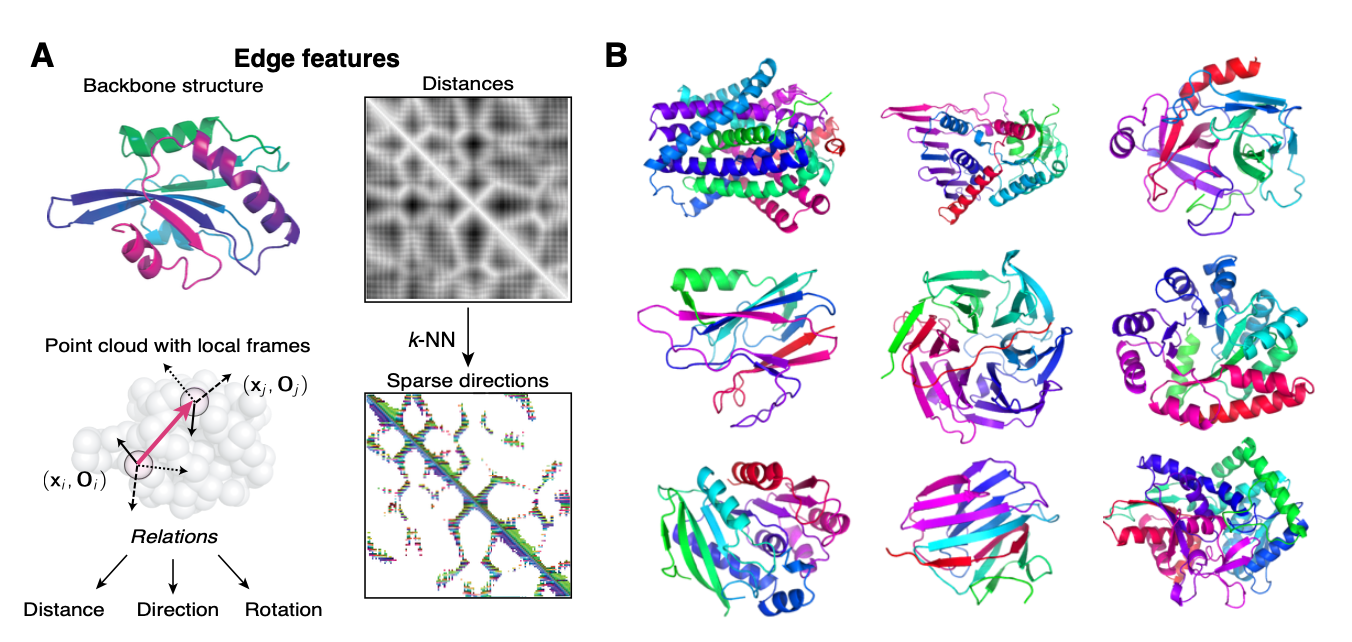 A
Edge features
Backbone structure
Distances
k-NN
Point cloud with local frames
(xⱼ, Oⱼ)
(xᵢ, Oᵢ)
Relations
Distance Direction Rotation
Sparse directions
B